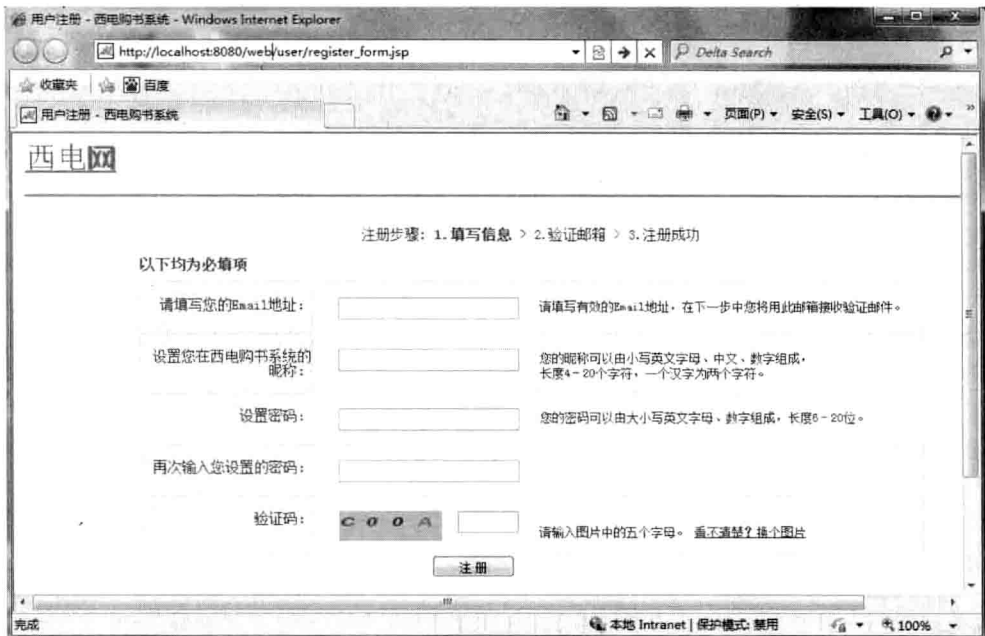 用户注册 - 西电购书系统 - Windows Internet Explorer
http://localhost:8080/web/user/register_form.jsp
Delta Search
收藏夹
百度
用户注册 - 西电购书系统
页面(P) 安全(S) 工具(O)
西电网
注册步骤: 1.填写信息 > 2.验证邮箱 > 3.注册成功
以下均为必填项
请填写您的Email地址:
请填写有效的Email地址,在下一步中您将用此邮箱接收验证邮件。
设置您在西电购书系统的
昵称:
您的昵称可以由小写英文字母、中文、数字组成,
长度4-20个字符,一个汉字为两个字符。
设置密码:
您的密码可以由大小写英文字母、数字组成,长度6-20位。
再次输入您设置的密码:
验证码:
C 0 0 A
请输入图片中的五个字母。 看不清楚?换个图片
注 册
完成
本地 Intranet | 保护模式: 禁用
100%